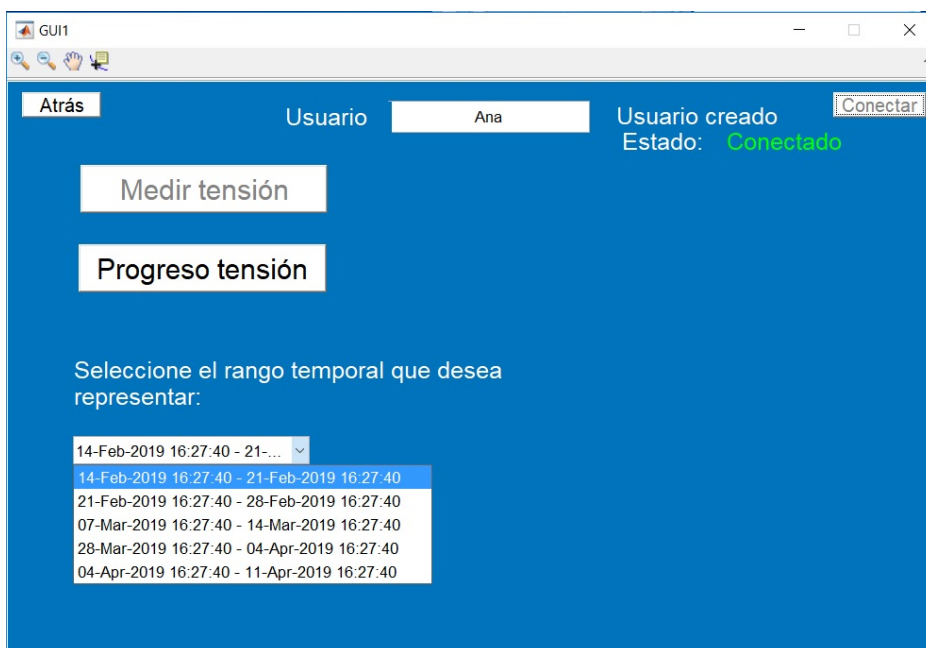 GUI1
Atrás
Usuario
Ana
Usuario creado
Conectar
Estado: Conectado
Medir tensión
Progreso tensión
Seleccione el rango temporal que desea
representar:
14-Feb-2019 16:27:40 - 21-...
14-Feb-2019 16:27:40 - 21-Feb-2019 16:27:40
21-Feb-2019 16:27:40 - 28-Feb-2019 16:27:40
07-Mar-2019 16:27:40 - 14-Mar-2019 16:27:40
28-Mar-2019 16:27:40 - 04-Apr-2019 16:27:40
04-Apr-2019 16:27:40 - 11-Apr-2019 16:27:40